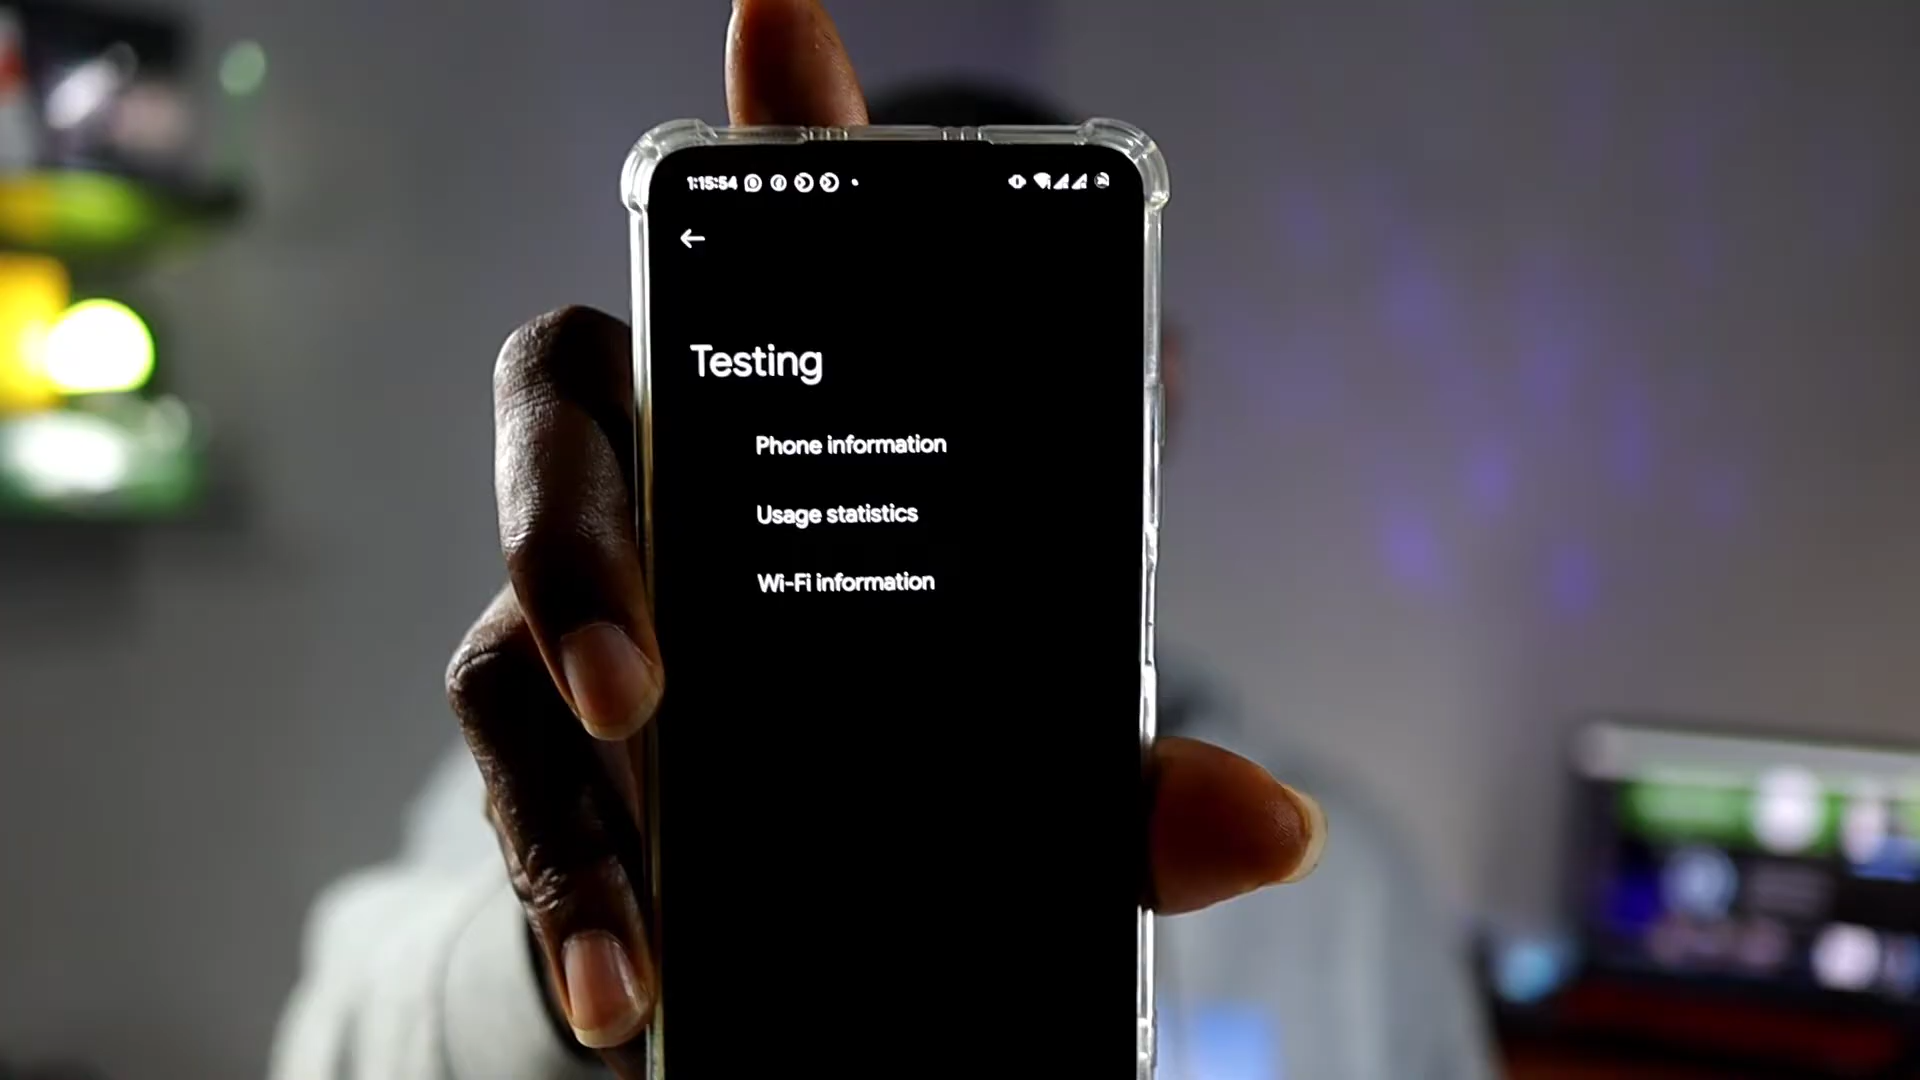 1:15:54
Testing
Phone information
Usage statistics
Wi-Fi information